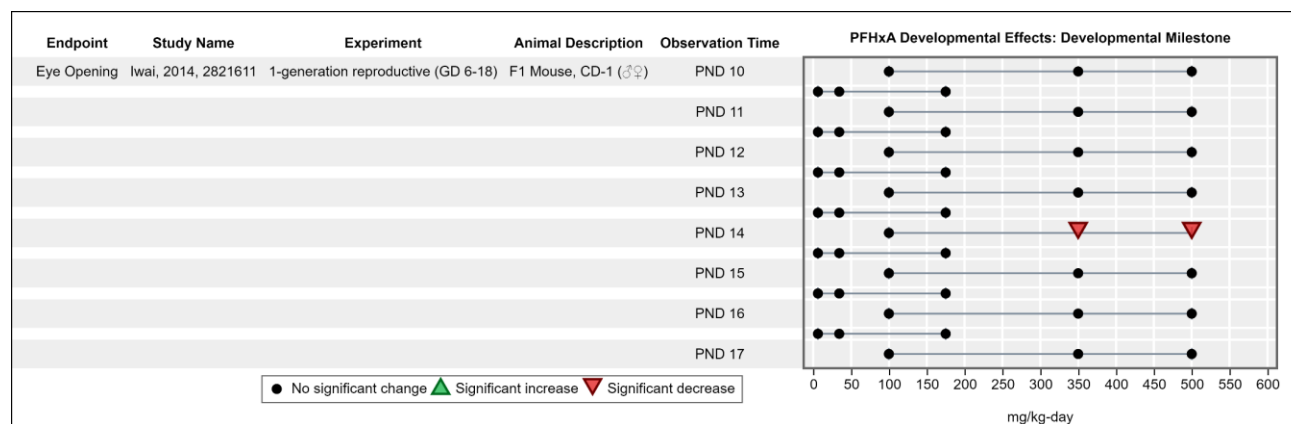 PFHxA Developmental Effects: Developmental Milestone
Endpoint Study Name Experiment Animal Description Observation Time
Eye Opening Iwai, 2014, 2821611 1-generation reproductive (GD 6-18) F1 Mouse, CD-1 (♂♀) PND 10
PND 11
PND 12
PND 13
PND 14
PND 15
PND 16
PND 17
No significant change Significant increase Significant decrease
0 50 100 150 200 250 300 350 400 450 500 550 600
mg/kg-day